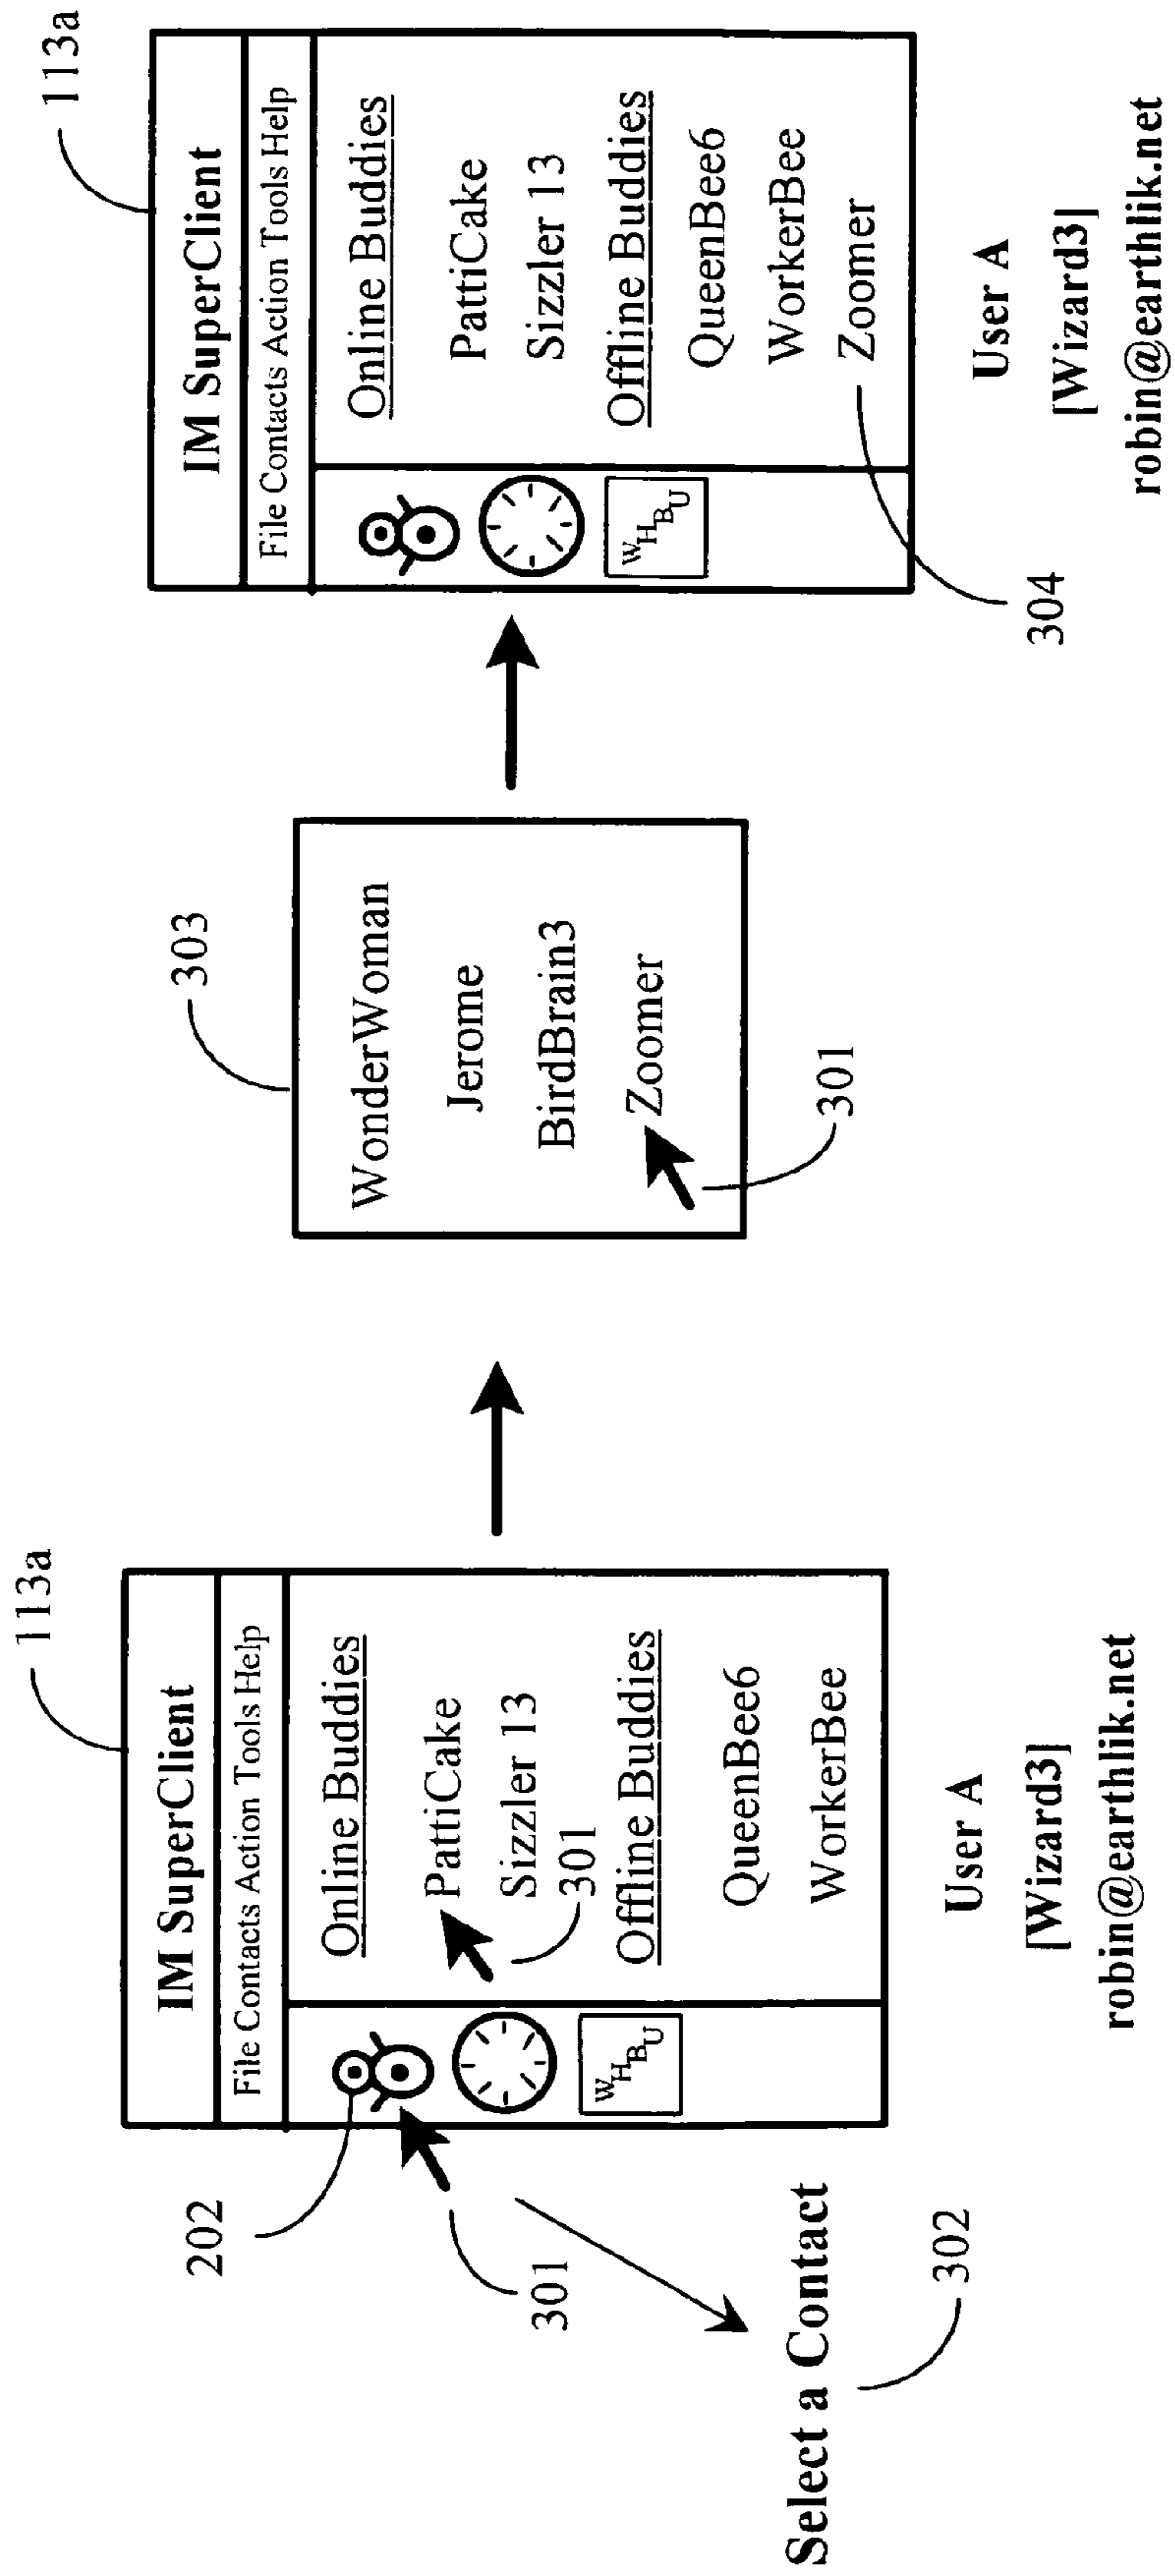 113a
IM SuperClient
File Contacts Action Tools Help
Online Buddies
PattiCake
Sizzler 13
301
Offline Buddies
QueenBee6
WorkerBee
WHBU
202
301
Select a Contact
302
User A
[Wizard3]
robin@earthlik.net
303
WonderWoman
Jerome
BirdBrain3
Zoomer
301
113a
IM SuperClient
File Contacts Action Tools Help
Online Buddies
PattiCake
Sizzler 13
Offline Buddies
QueenBee6
WorkerBee
Zoomer
WHBU
304
User A
[Wizard3]
robin@earthlik.net